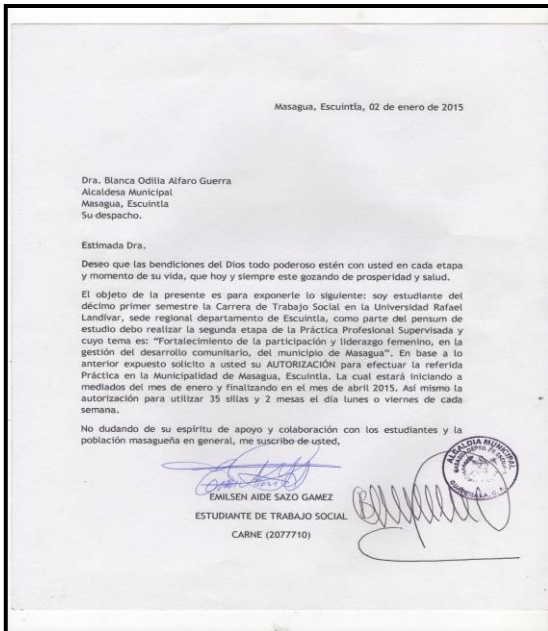 Masagua, Escuintla, 02 de enero de 2015
Dra. Blanca Odilia Alfaro Guerra
Alcaldesa Municipal
Masagua, Escuintla
Su despacho.
Estimada Dra.
Deseo que las bendiciones del Dios todo poderoso estén con usted en cada etapa
y momento de su vida, que hoy y siempre este gozando de prosperidad y salud.
El objeto de la presente es para exponerle lo siguiente: soy estudiante del
décimo primer semestre la Carrera de Trabajo Social en la Universidad Rafael
Landívar, sede regional departamento de Escuintla, como parte del pensum de
estudio debo realizar la segunda etapa de la Práctica Profesional Supervisada y
cuyo tema es: “Fortalecimiento de la participación y liderazgo femenino, en la
gestión del desarrollo comunitario, del municipio de Masagua”. En base a lo
anterior expuesto solicito a usted su AUTORIZACIÓN para efectuar la referida
Práctica en la Municipalidad de Masagua, Escuintla. La cual estará iniciando a
mediados del mes de enero y finalizando en el mes de abril 2015. Así mismo la
autorización para utilizar 35 sillas y 2 mesas el día lunes o viernes de cada
semana.
No dudando de su espíritu de apoyo y colaboración con los estudiantes y la
población masagueña en general, me suscribo de usted,
EMILSEN AIDE SAZO GAMEZ
ESTUDIANTE DE TRABAJO SOCIAL
CARNE (2077710)
ALCALDIA MUNICIPAL